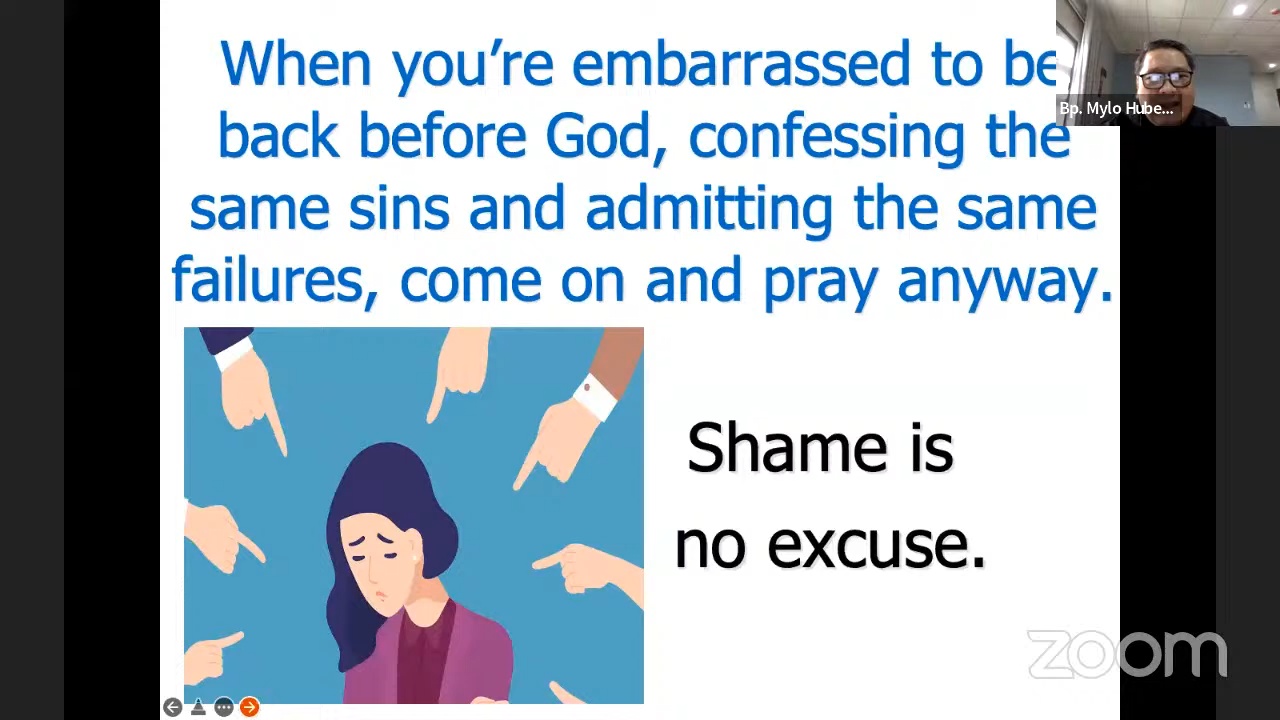 When you’re embarrassed to be
back before God, confessing the
same sins and admitting the same
failures, come on and pray anyway.
Bp. Mylo Hube...
Shame is
no excuse.
zoom